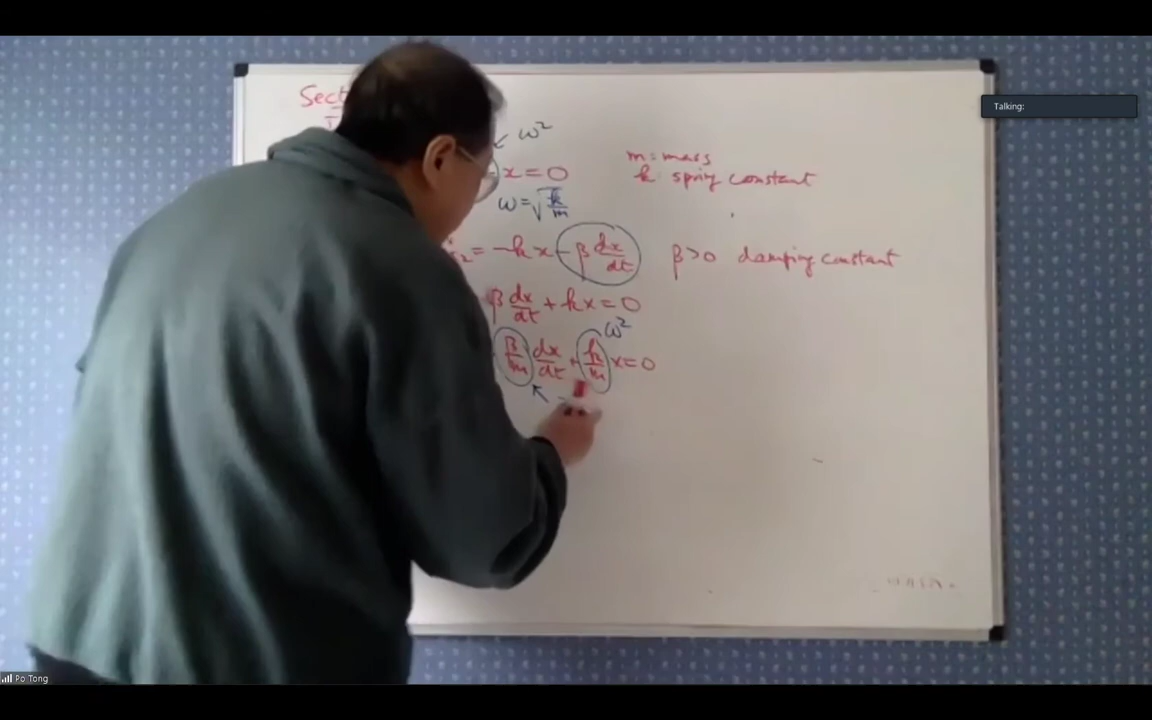 Sect
ω²
x = 0
m : mass
k : spring constant
ω = √(k/m)
= -kx - β dx/dt
β > 0 damping constant
β dx/dt + kx = 0
ω²
β/m dx/dt + k/m x = 0
Talking:
Po Tong